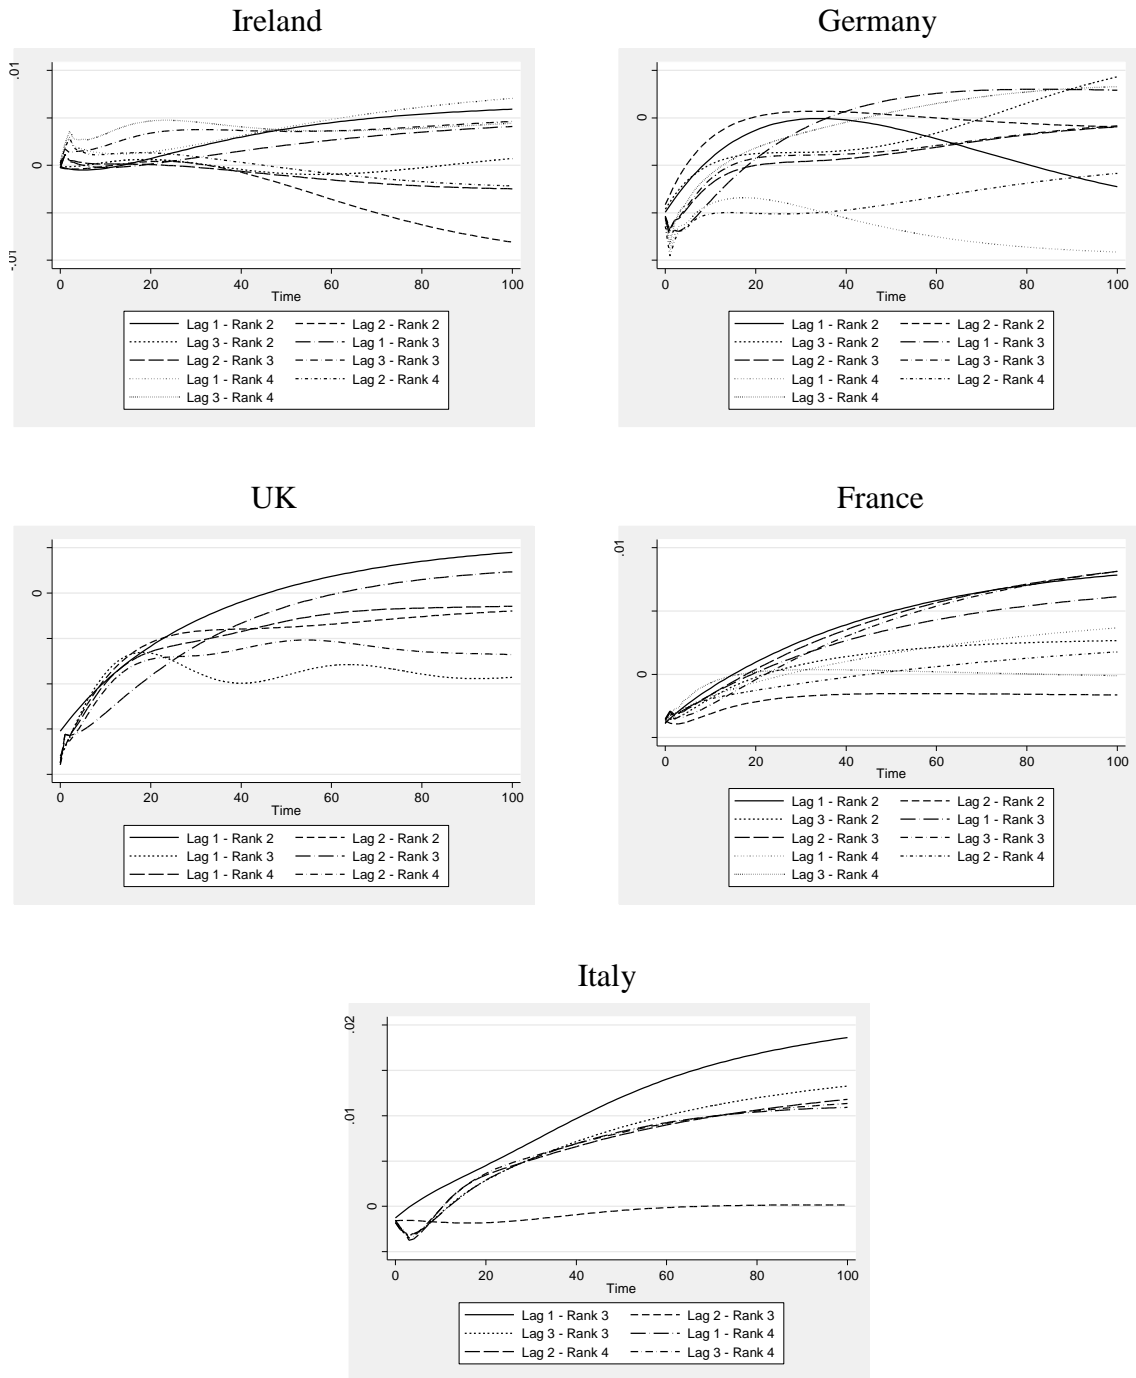 Ireland
.01
0
-.01
0 20 40 60 80 100
Time
Lag 1 - Rank 2 Lag 2 - Rank 2
Lag 3 - Rank 2 Lag 1 - Rank 3
Lag 2 - Rank 3 Lag 3 - Rank 3
Lag 1 - Rank 4 Lag 2 - Rank 4
Lag 3 - Rank 4
Germany
0
0 20 40 60 80 100
Time
Lag 1 - Rank 2 Lag 2 - Rank 2
Lag 3 - Rank 2 Lag 1 - Rank 3
Lag 2 - Rank 3 Lag 3 - Rank 3
Lag 1 - Rank 4 Lag 2 - Rank 4
Lag 3 - Rank 4
UK
0
0 20 40 60 80 100
Time
Lag 1 - Rank 2 Lag 2 - Rank 2
Lag 1 - Rank 3 Lag 2 - Rank 3
Lag 1 - Rank 4 Lag 2 - Rank 4
France
.01
0
0 20 40 60 80 100
Time
Lag 1 - Rank 2 Lag 2 - Rank 2
Lag 3 - Rank 2 Lag 1 - Rank 3
Lag 2 - Rank 3 Lag 3 - Rank 3
Lag 1 - Rank 4 Lag 2 - Rank 4
Lag 3 - Rank 4
Italy
.02
.01
0
0 20 40 60 80 100
Time
Lag 1 - Rank 3 Lag 2 - Rank 3
Lag 3 - Rank 3 Lag 1 - Rank 4
Lag 2 - Rank 4 Lag 3 - Rank 4